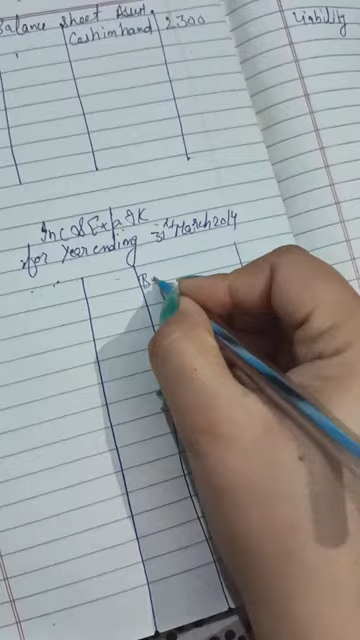 Balance Sheet Asset
Liability
Cash in hand 2300
Inc & Exp a/c
for Year ending 31st March 2014
B